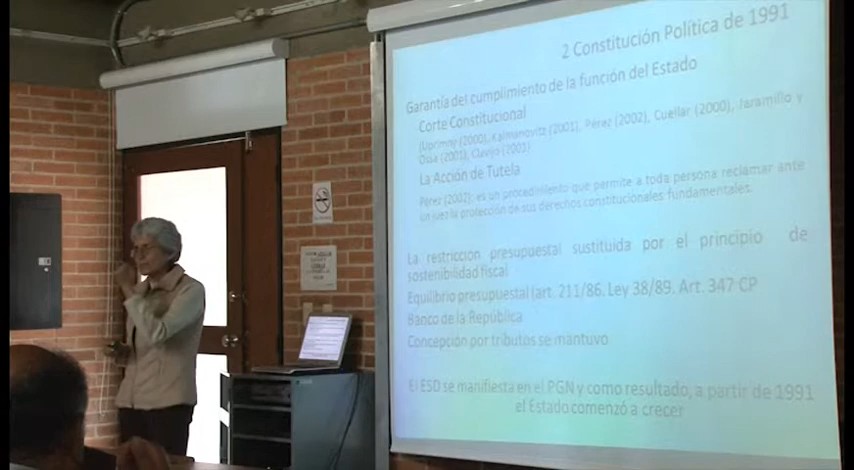 2 Constitución Política de 1991
Garantía del cumplimiento de la función del Estado
Corte Constitucional
(Uprimny (2000), Kalmanovitz (2001), Pérez (2002), Cuellar (2000), Jaramillo y
Ossa (2001), Clavijo (2001)
La Acción de Tutela
Pérez (2002): es un procedimiento que permite a toda persona reclamar ante
un juez la protección de sus derechos constitucionales fundamentales.
La restricción presupuestal sustituida por el principio de
sostenibilidad fiscal
Equilibrio presupuestal (art. 211/86. Ley 38/89. Art. 347 CP
Banco de la República
Concepción por tributos se mantuvo
El ESD se manifiesta en el PGN y como resultado, a partir de 1991
el Estado comenzó a crecer